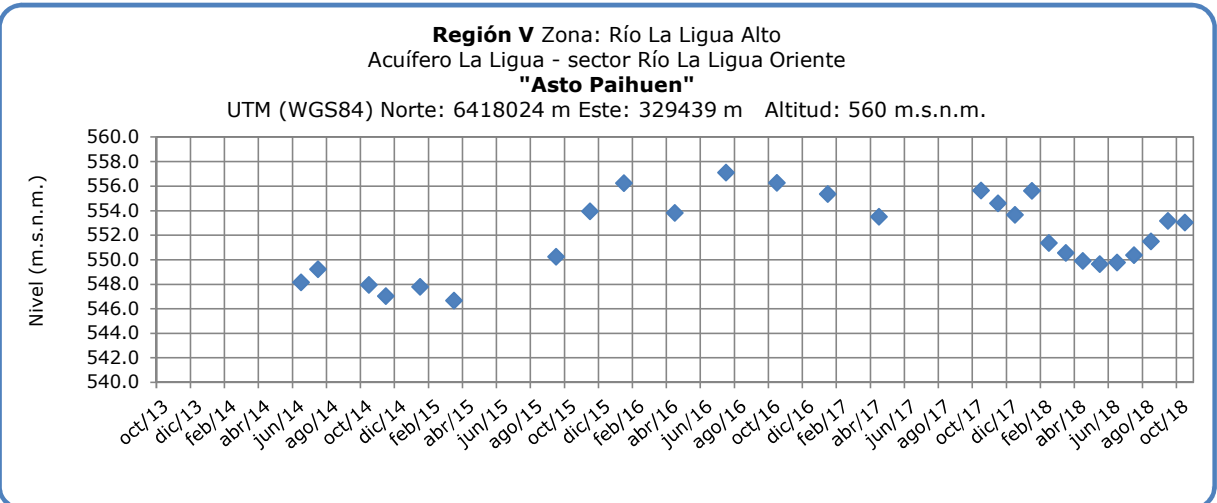 Región V Zona: Río La Ligua Alto
Acuífero La Ligua - sector Río La Ligua Oriente
"Asto Paihuen"
UTM (WGS84) Norte: 6418024 m Este: 329439 m Altitud: 560 m.s.n.m.
Nivel (m.s.n.m.)
560.0
558.0
556.0
554.0
552.0
550.0
548.0
546.0
544.0
542.0
540.0
oct/13
dic/13
feb/14
abr/14
jun/14
ago/14
oct/14
dic/14
feb/15
abr/15
jun/15
ago/15
oct/15
dic/15
feb/16
abr/16
jun/16
ago/16
oct/16
dic/16
feb/17
abr/17
jun/17
ago/17
oct/17
dic/17
feb/18
abr/18
jun/18
ago/18
oct/18